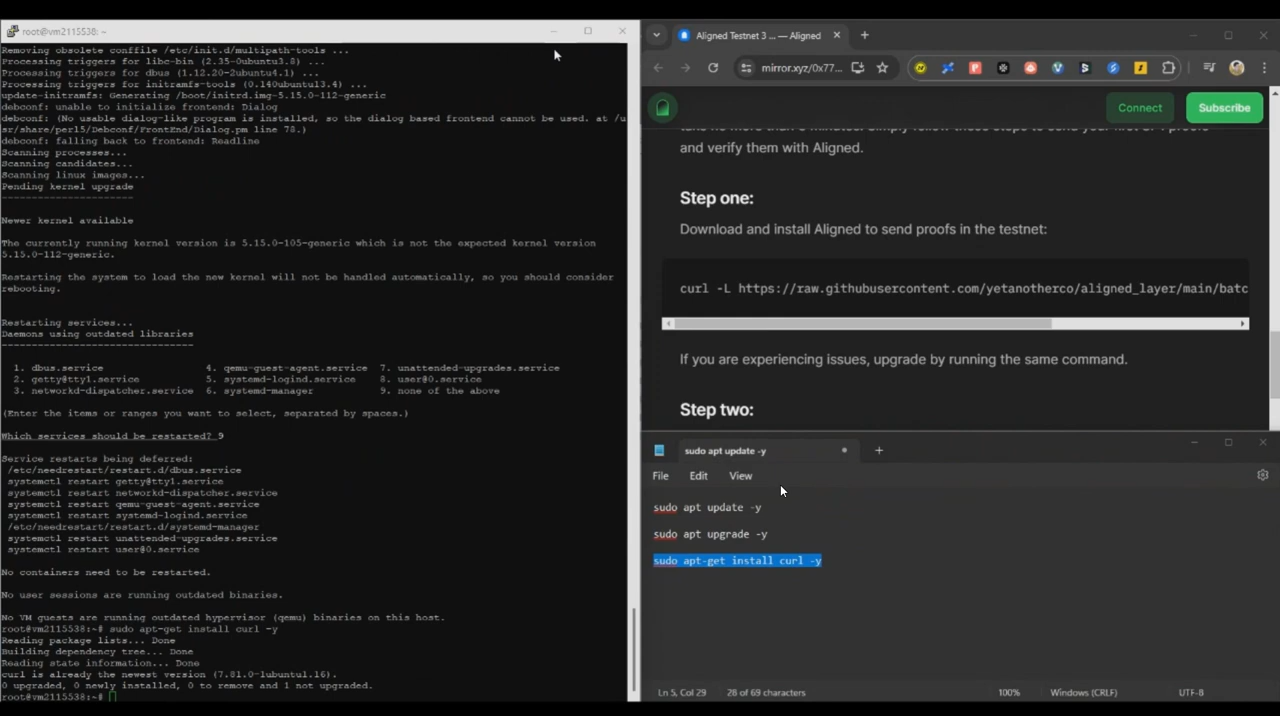 root@vm2115538: ~
Removing obsolete conffile /etc/init.d/multipath-tools ...
Processing triggers for libc-bin (2.35-0ubuntu3.8) ...
Processing triggers for dbus (1.12.20-2ubuntu4.1) ...
Processing triggers for initramfs-tools (0.140ubuntu13.4) ...
update-initramfs: Generating /boot/initrd.img-5.15.0-112-generic
debconf: unable to initialize frontend: Dialog
debconf: (No usable dialog-like program is installed, so the dialog based frontend cannot be used. at /u
sr/share/perl5/Debconf/FrontEnd/Dialog.pm line 78.)
debconf: falling back to frontend: Readline
Scanning processes...
Scanning candidates...
Scanning linux images...
Pending kernel upgrade
----------------------
Newer kernel available
The currently running kernel version is 5.15.0-105-generic which is not the expected kernel version
5.15.0-112-generic.
Restarting the system to load the new kernel will not be handled automatically, so you should consider
rebooting.
Restarting services...
Daemons using outdated libraries
--------------------------------
1. dbus.service 4. qemu-guest-agent.service 7. unattended-upgrades.service
2. getty@tty1.service 5. systemd-logind.service 8. user@0.service
3. networkd-dispatcher.service 6. systemd-manager 9. none of the above
(Enter the items or ranges you want to select, separated by spaces.)
Which services should be restarted? 9
Service restarts being deferred:
/etc/needrestart/restart.d/dbus.service
systemctl restart getty@tty1.service
systemctl restart networkd-dispatcher.service
systemctl restart qemu-guest-agent.service
systemctl restart systemd-logind.service
/etc/needrestart/restart.d/systemd-manager
systemctl restart unattended-upgrades.service
systemctl restart user@0.service
No containers need to be restarted.
No user sessions are running outdated binaries.
No VM guests are running outdated hypervisor (qemu) binaries on this host.
root@vm2115538:~# sudo apt-get install curl -y
Reading package lists... Done
Building dependency tree... Done
Reading state information... Done
curl is already the newest version (7.81.0-1ubuntu1.16).
0 upgraded, 0 newly installed, 0 to remove and 1 not upgraded.
root@vm2115538:~#
Aligned Testnet 3 ... — Aligned
mirror.xyz/0x77...
Connect
Subscribe
and verify them with Aligned.
Step one:
Download and install Aligned to send proofs in the testnet:
curl -L https://raw.githubusercontent.com/yetanotherco/aligned_layer/main/batc
If you are experiencing issues, upgrade by running the same command.
Step two:
sudo apt update -y
File Edit View
sudo apt update -y
sudo apt upgrade -y
sudo apt-get install curl -y
Ln 5, Col 29 28 of 69 characters 100% Windows (CRLF) UTF-8